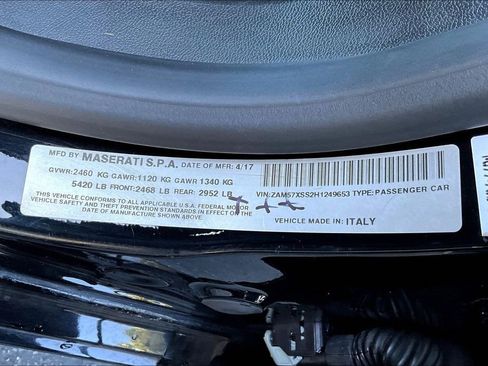 MFD BY MASERATI S.P.A. DATE OF MFR: 4/17
GVWR:2460 KG GAWR:1120 KG GAWR 1340 KG
5420 LB FRONT:2468 LB REAR: 2952 LB
THIS VEHICLE CONFORMS TO ALL APPLICABLE U.S. FEDERAL MOTOR
VEHICLE SAFETY AND THEFT PREVENTION STANDARDS IN EFFECT ON THE
DATE OF MANUFACTURE SHOWN ABOVE.
VIN:ZAM57XSS2H1249653 TYPE:PASSENGER CAR
VEHICLE MADE IN: ITALY